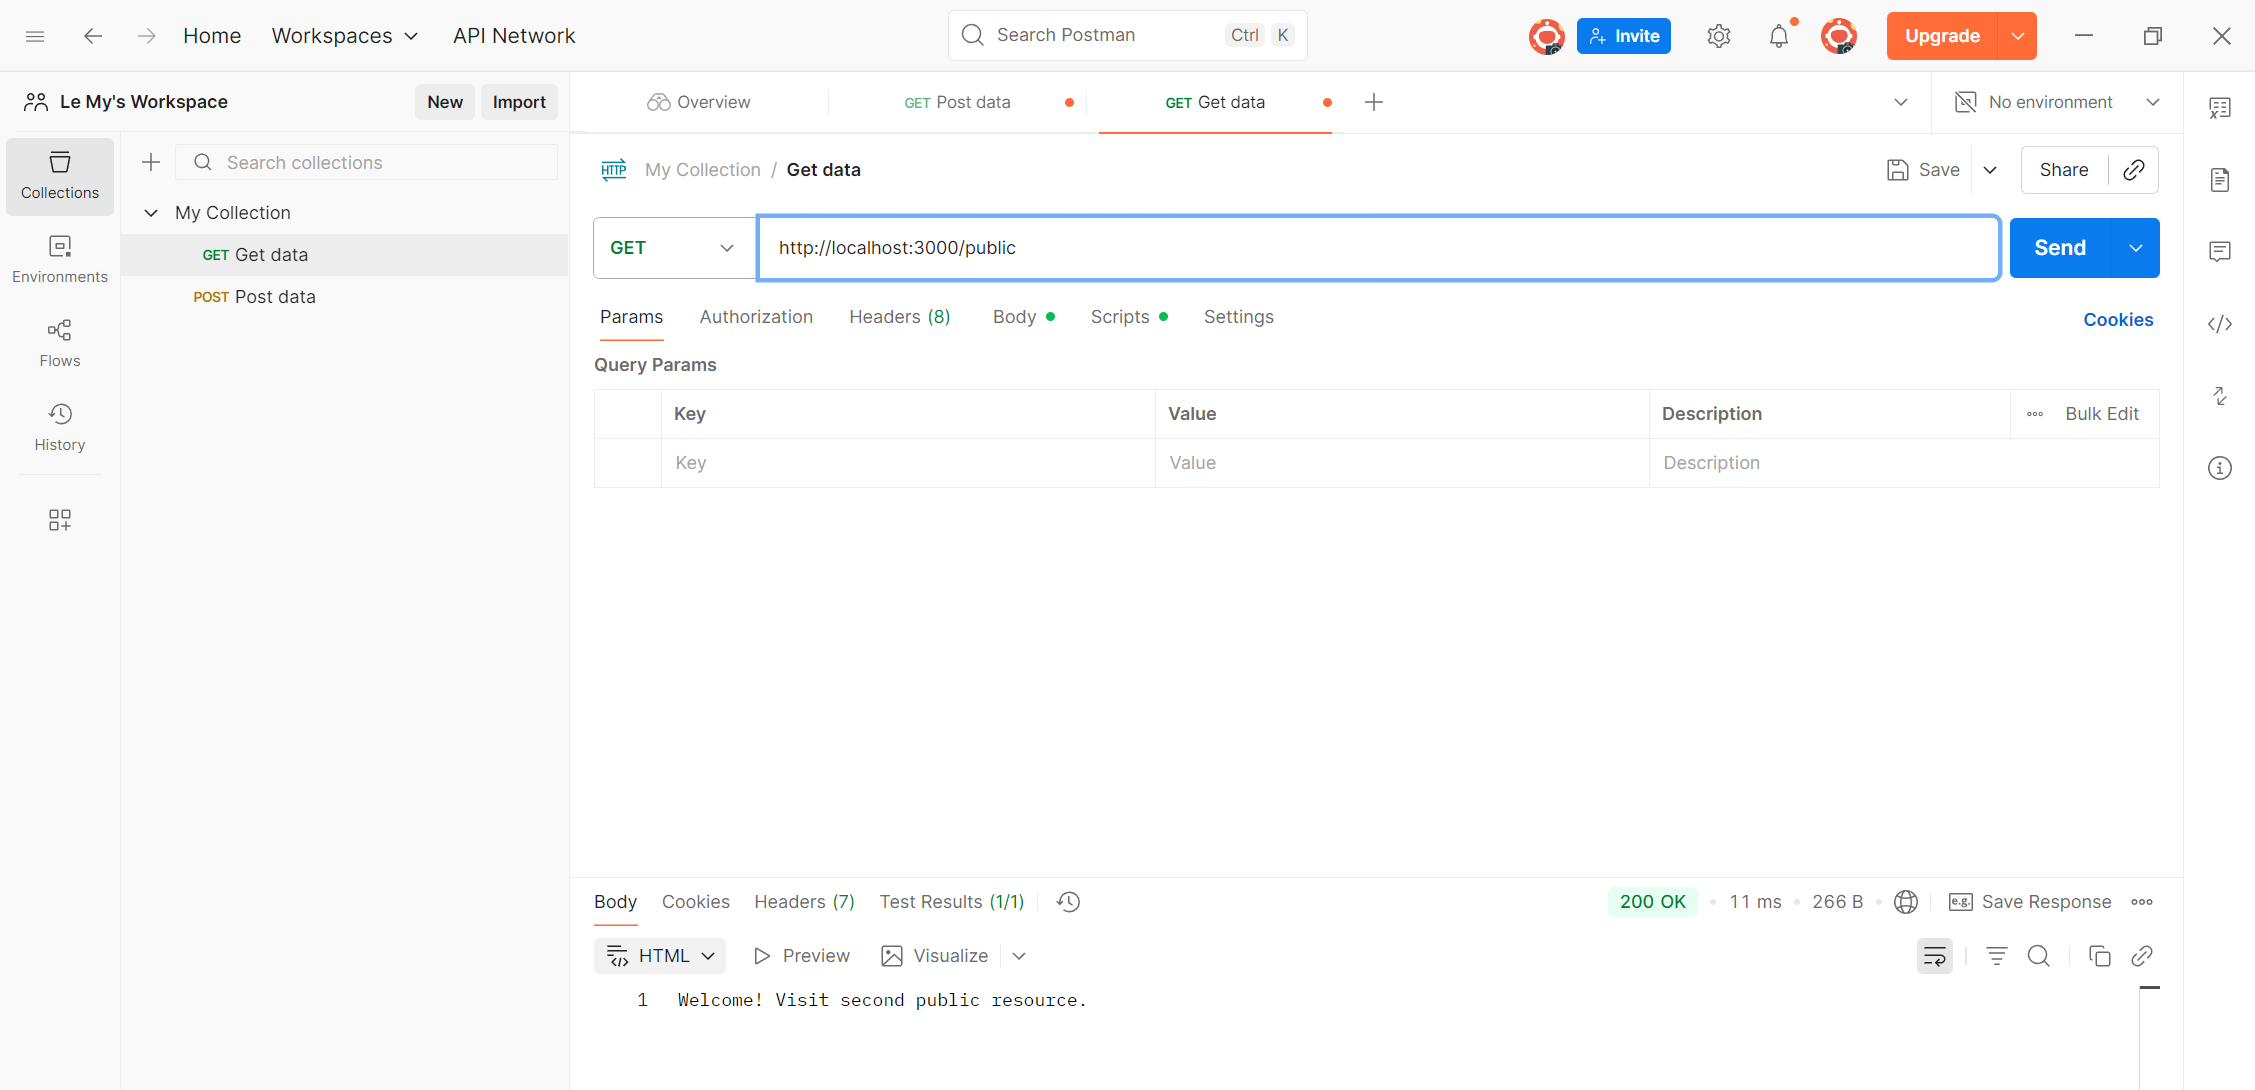 Home Workspaces API Network Search Postman Ctrl K Invite Upgrade
Le My's Workspace New Import
Overview GET Post data GET Get data No environment
Collections
Environments
Flows
History
Search collections
My Collection
GET Get data
POST Post data
HTTP My Collection / Get data Save Share
GET http://localhost:3000/public Send
Params Authorization Headers (8) Body Scripts Settings Cookies
Query Params
Key Value Description Bulk Edit
Key Value Description
Body Cookies Headers (7) Test Results (1/1) 200 OK 11 ms 266 B e.g. Save Response
HTML Preview Visualize
1 Welcome! Visit second public resource.